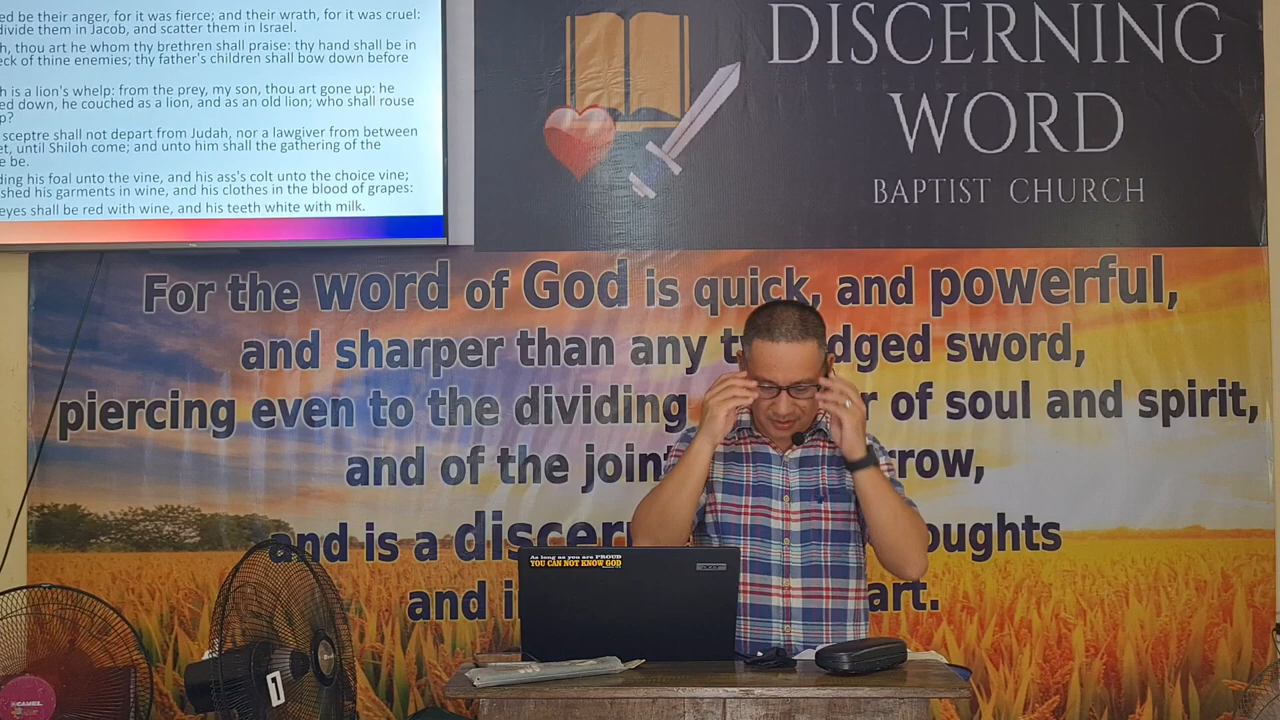 ed be their anger, for it was fierce; and their wrath, for it was cruel:
divide them in Jacob, and scatter them in Israel.
h, thou art he whom thy brethren shall praise: thy hand shall be in
eck of thine enemies; thy father's children shall bow down before
h is a lion's whelp: from the prey, my son, thou art gone up: he
ed down, he couched as a lion, and as an old lion; who shall rouse
p?
sceptre shall not depart from Judah, nor a lawgiver from between
et, until Shiloh come; and unto him shall the gathering of the
e be.
ding his foal unto the vine, and his ass's colt unto the choice vine;
shed his garments in wine, and his clothes in the blood of grapes:
eyes shall be red with wine, and his teeth white with milk.
DISCERNING
WORD
BAPTIST CHURCH
For the word of God is quick, and powerful,
and sharper than any t dged sword,
piercing even to the dividing r of soul and spirit,
and of the joint row,
and is a discer oughts
and i art.
As long as you are PROUD
YOU CAN NOT KNOW GOD
acer
CAMEL
1